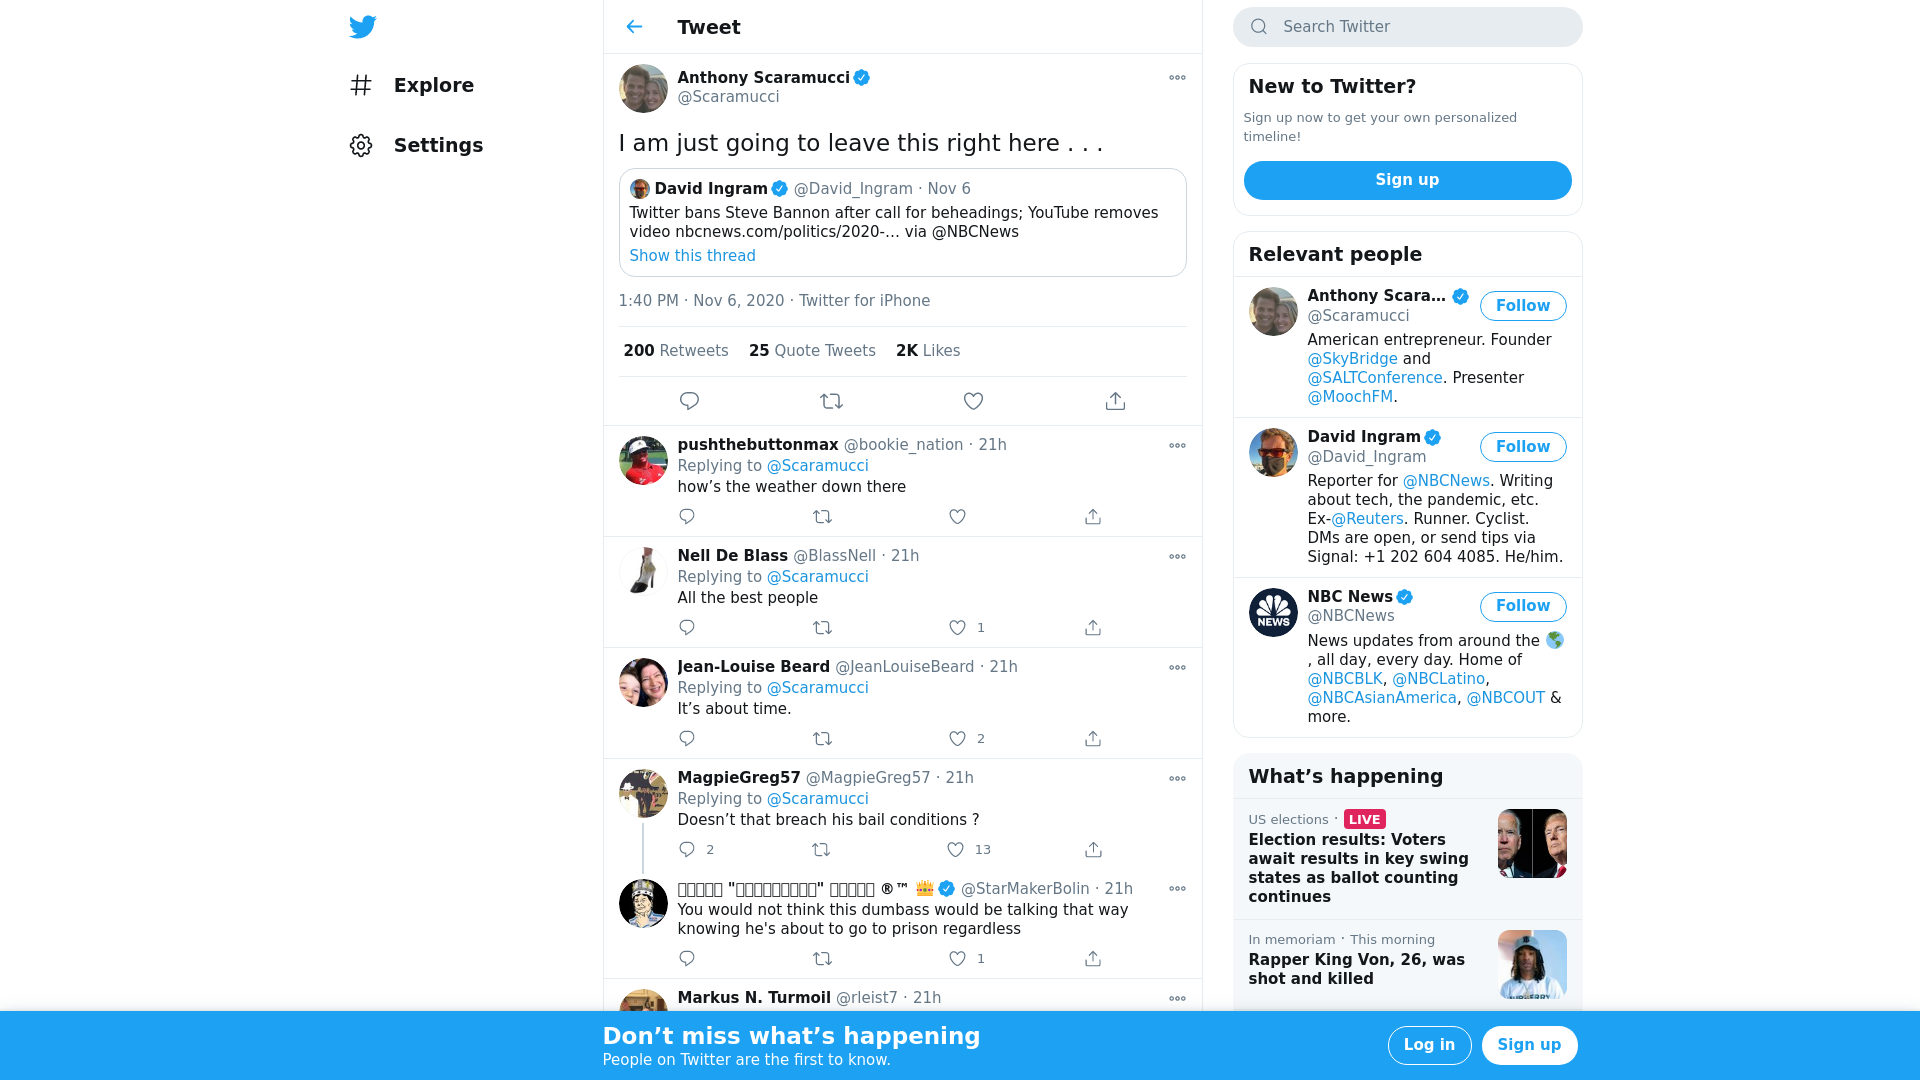 Explore
Settings
Tweet
Anthony Scaramucci
@Scaramucci
I am just going to leave this right here . . .
David Ingram @David_Ingram · Nov 6
Twitter bans Steve Bannon after call for beheadings; YouTube removes
video nbcnews.com/politics/2020-… via @NBCNews
Show this thread
1:40 PM · Nov 6, 2020 · Twitter for iPhone
200 Retweets 25 Quote Tweets 2K Likes
pushthebuttonmax @bookie_nation · 21h
Replying to @Scaramucci
how’s the weather down there
Nell De Blass @BlassNell · 21h
Replying to @Scaramucci
All the best people
1
Jean-Louise Beard @JeanLouiseBeard · 21h
Replying to @Scaramucci
It’s about time.
2
MagpieGreg57 @MagpieGreg57 · 21h
Replying to @Scaramucci
Doesn’t that breach his bail conditions ?
2 13
®™ 👑 @StarMakerBolin · 21h
You would not think this dumbass would be talking that way
knowing he's about to go to prison regardless
1
Markus N. Turmoil @rleist7 · 21h
Search Twitter
New to Twitter?
Sign up now to get your own personalized
timeline!
Sign up
Relevant people
Anthony Scara…
Follow
@Scaramucci
American entrepreneur. Founder
@SkyBridge and
@SALTConference. Presenter
@MoochFM.
David Ingram
Follow
@David_Ingram
Reporter for @NBCNews. Writing
about tech, the pandemic, etc.
Ex-@Reuters. Runner. Cyclist.
DMs are open, or send tips via
Signal: +1 202 604 4085. He/him.
NEWS
NBC News
Follow
@NBCNews
News updates from around the 🌎
, all day, every day. Home of
@NBCBLK, @NBCLatino,
@NBCAsianAmerica, @NBCOUT &
more.
What’s happening
US elections · LIVE
Election results: Voters
await results in key swing
states as ballot counting
continues
In memoriam · This morning
Rapper King Von, 26, was
shot and killed
Don’t miss what’s happening
People on Twitter are the first to know.
Log in
Sign up